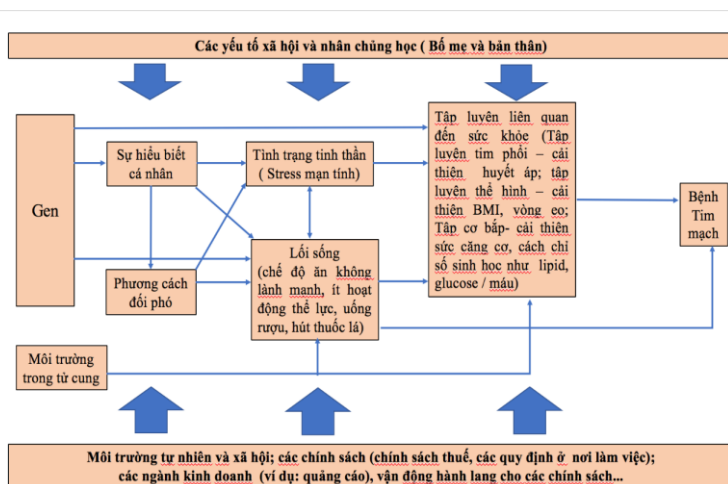 Các yếu tố xã hội và nhân chủng học ( Bố mẹ và bản thân)
Gen
Sự hiểu biết
cá nhân
Tình trạng tinh thần
( Stress mạn tính)
Tập luyên liên quan
đến sức khỏe (Tập
luyện tim phổi – cải
thiện huyết áp; tập
luyện thể hình – cải
thiện BMI, vòng eo;
Tập cơ bắp- cải thiện
sức căng cơ, cách chỉ
số sinh học như lipid,
glucose / máu)
Bệnh
Tim
mạch
Phương cách
đối phó
Lối sống
(chế độ ăn không
lành mạnh, ít hoạt
động thể lực, uống
rượu, hút thuốc lá)
Môi trường
trong tử cung
Môi trường tự nhiên và xã hội; các chính sách (chính sách thuế, các quy định ở nơi làm việc);
các ngành kinh doanh (ví dụ: quảng cáo), vận động hành lang cho các chính sách...